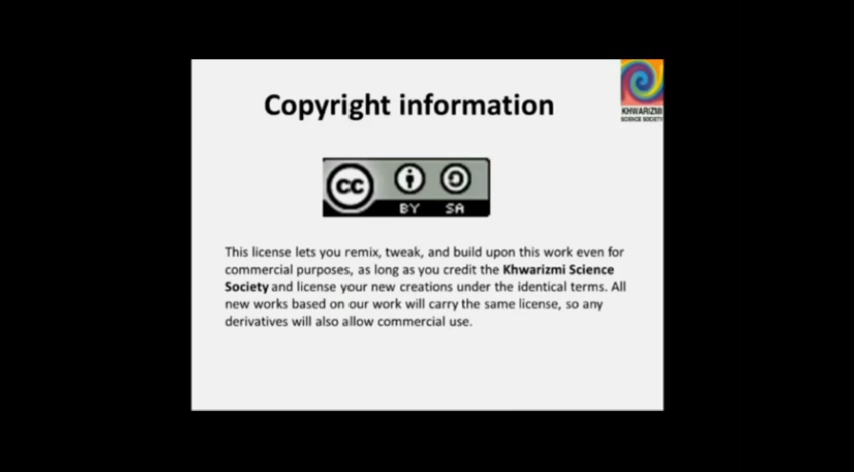 Copyright information
KHWARIZMI
SCIENCE SOCIETY
CC
BY SA
This license lets you remix, tweak, and build upon this work even for
commercial purposes, as long as you credit the Khwarizmi Science
Society and license your new creations under the identical terms. All
new works based on our work will carry the same license, so any
derivatives will also allow commercial use.